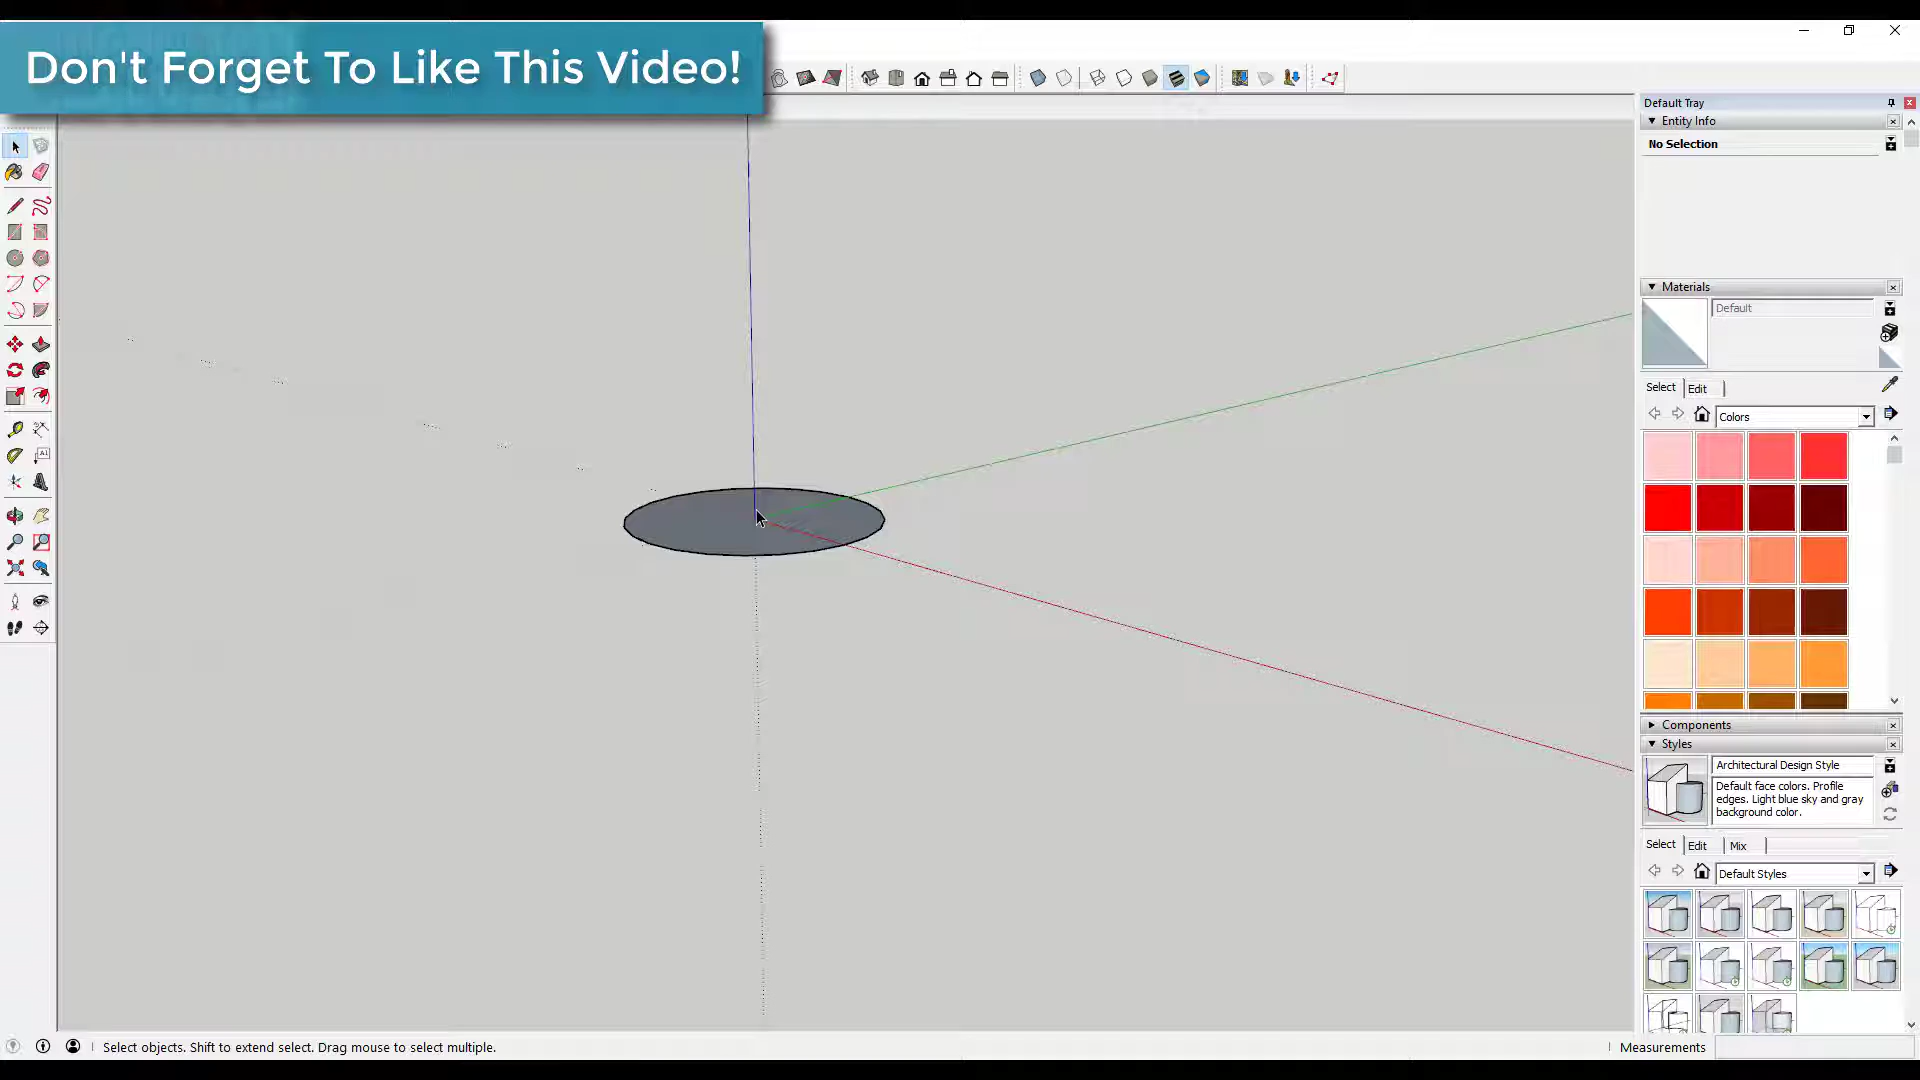 Don't Forget To Like This Video!
Default Tray
Entity Info
No Selection
Materials
Default
Select
Edit
Colors
Components
Styles
Architectural Design Style
Default face colors. Profile
edges. Light blue sky and gray
background color.
Select
Edit
Mix
Default Styles
Select objects. Shift to extend select. Drag mouse to select multiple.
Measurements